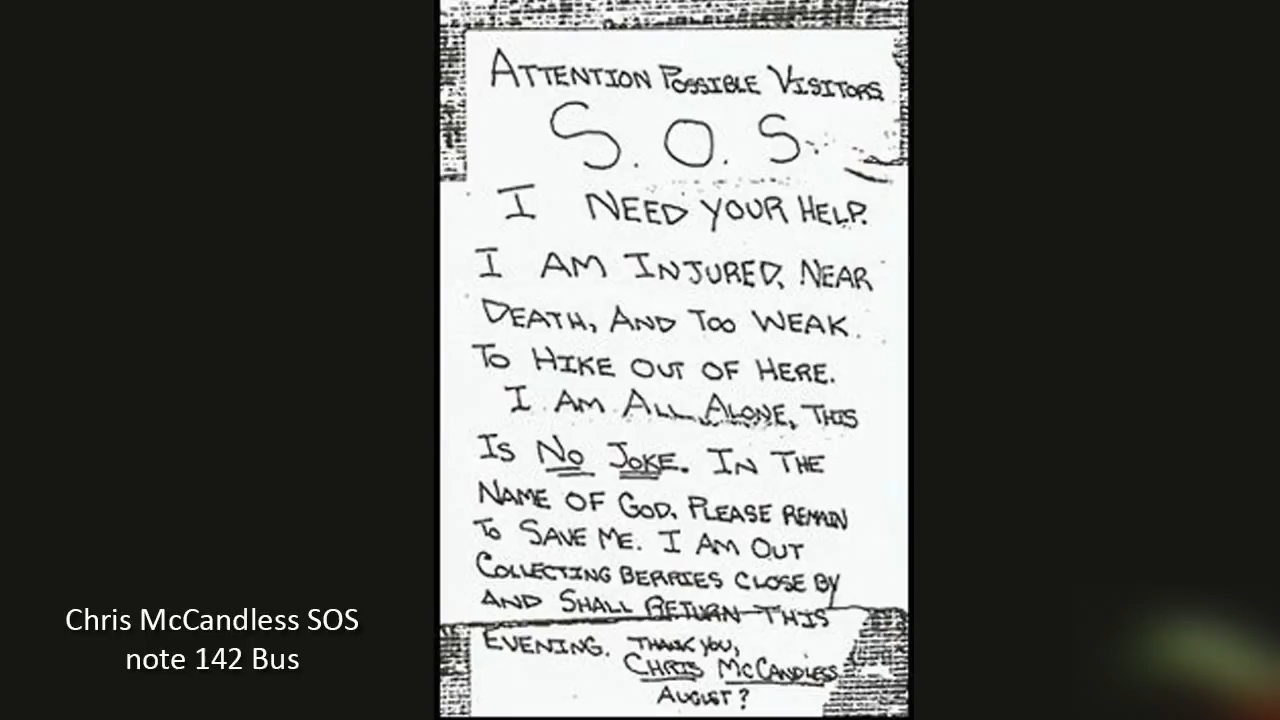 ATTENTION POSSIBLE VISITORS
S.O.S
I NEED YOUR HELP.
I AM INJURED, NEAR
DEATH, AND TOO WEAK
TO HIKE OUT OF HERE.
I AM ALL ALONE, THIS
IS NO JOKE. IN THE
NAME OF GOD, PLEASE REMAIN
TO SAVE ME. I AM OUT
COLLECTING BERRIES CLOSE BY
AND SHALL RETURN THIS
EVENING. THANK YOU,
CHRIS McCANDLESS
AUGUST?
Chris McCandless SOS
note 142 Bus